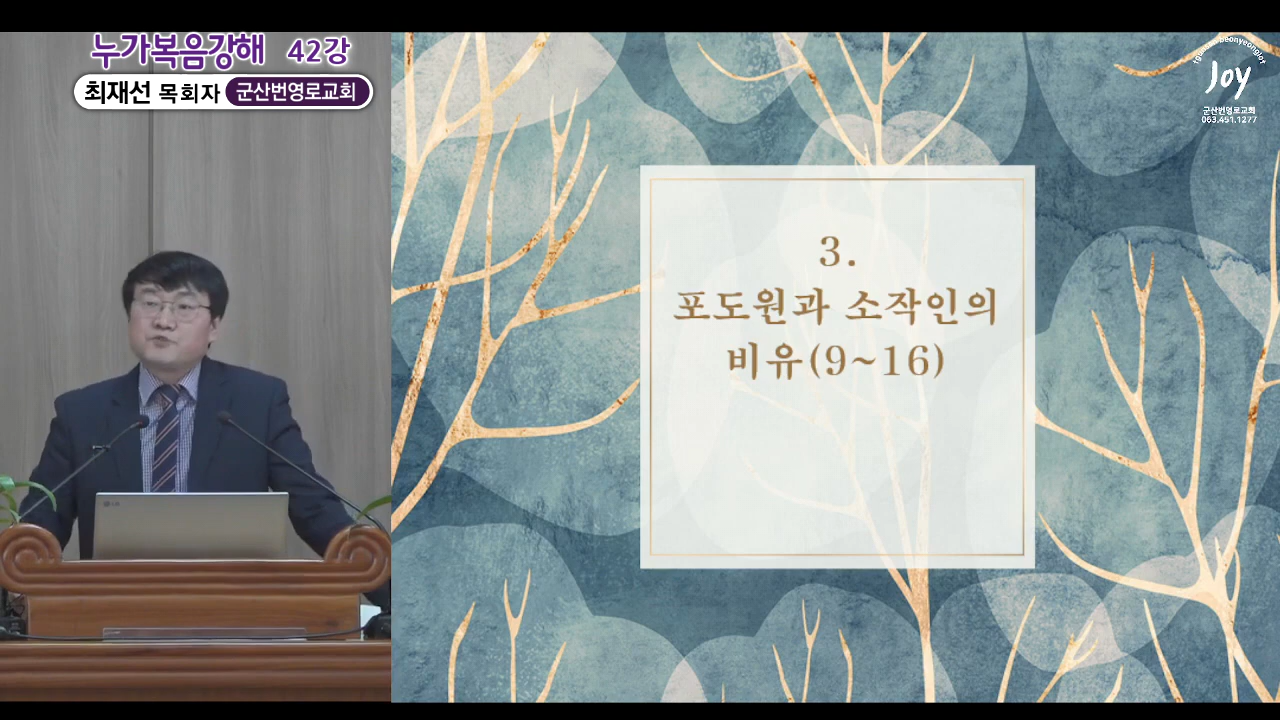 누가복음강해 42강
최재선 목회자 군산번영로교회
Joy
군산번영로교회
063.451.1277
3.
포도원과 소작인의
비유(9~16)